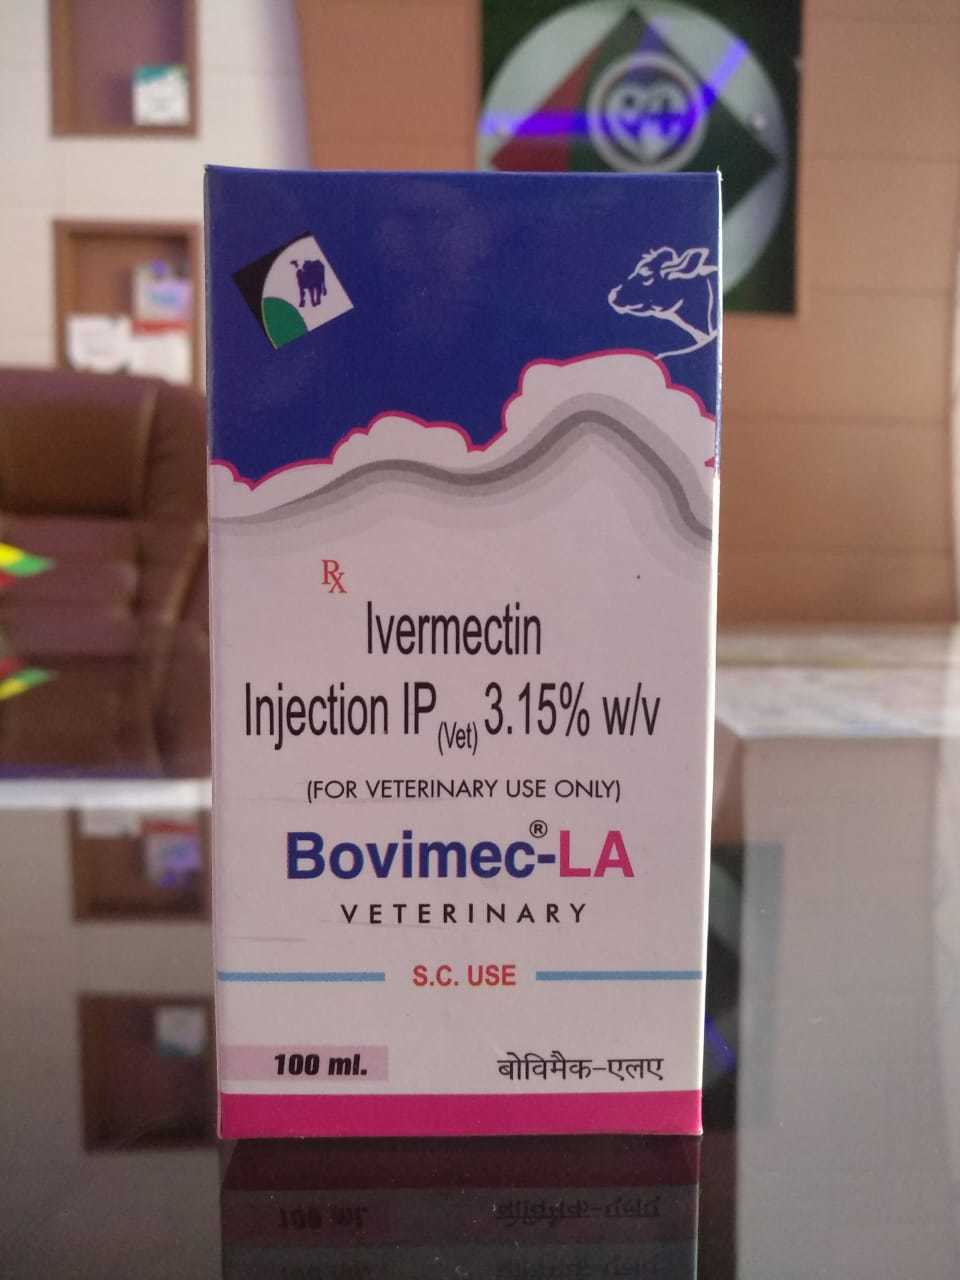 Rx
Ivermectin
Injection IP (Vet) 3.15% w/v
(FOR VETERINARY USE ONLY)
Bovimec®-LA
VETERINARY
S.C. USE
100 ml.
बोविमैक-एलए